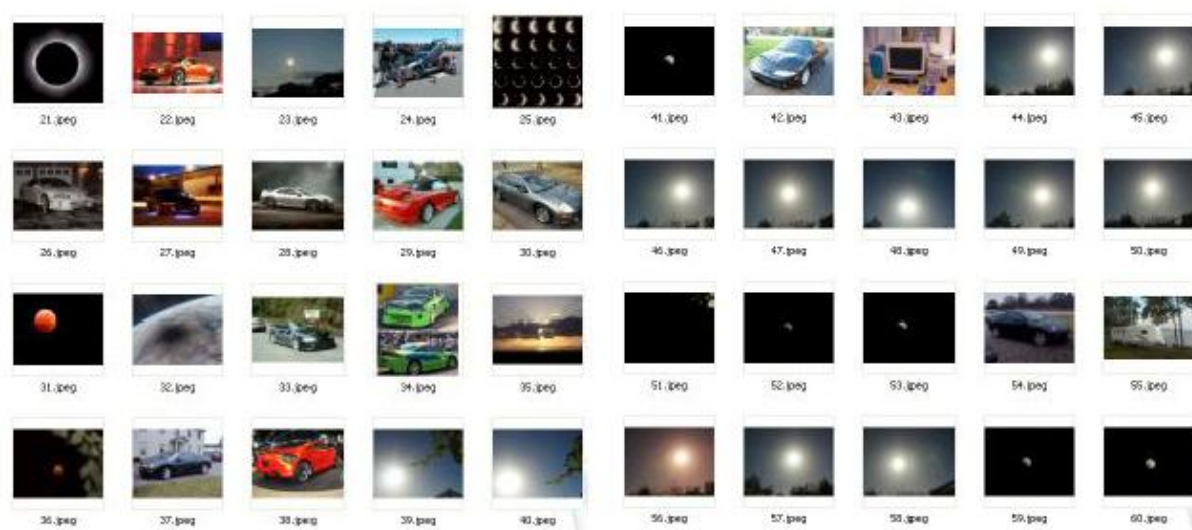 21.jpeg 22.jpeg 23.jpeg 24.jpeg 25.jpeg 41.jpeg 42.jpeg 43.jpeg 44.jpeg 45.jpeg
26.jpeg 27.jpeg 28.jpeg 29.jpeg 30.jpeg 46.jpeg 47.jpeg 48.jpeg 49.jpeg 50.jpeg
31.jpeg 32.jpeg 33.jpeg 34.jpeg 35.jpeg 51.jpeg 52.jpeg 53.jpeg 54.jpeg 55.jpeg
36.jpeg 37.jpeg 38.jpeg 39.jpeg 40.jpeg 56.jpeg 57.jpeg 58.jpeg 59.jpeg 60.jpeg